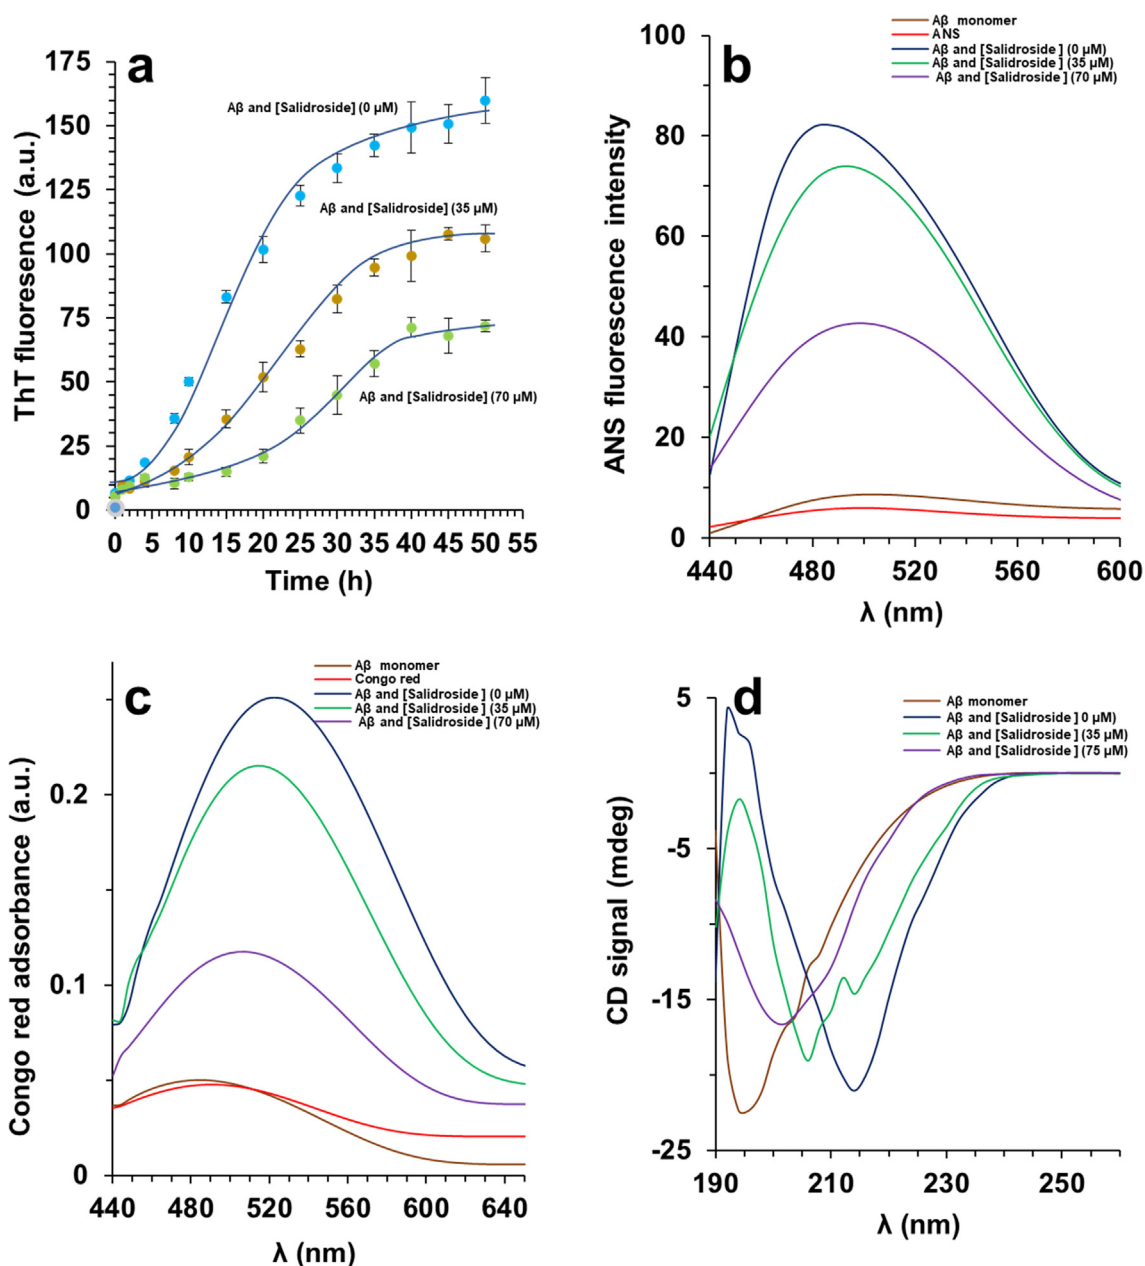 a
175
150
125
100
75
50
25
0
ThT fluoresence (a.u.)
Aβ and [Salidroside] (0 μM)
Aβ and [Salidroside] (35 μM)
Aβ and [Salidroside] (70 μM)
0 5 10 15 20 25 30 35 40 45 50 55
Time (h)
b
Aβ monomer
ANS
Aβ and [Salidroside] (0 μM)
Aβ and [Salidroside] (35 μM)
Aβ and [Salidroside] (70 μM)
100
80
60
40
20
0
ANS fluorescence intensity
440 480 520 560 600
λ (nm)
c
Aβ monomer
Congo red
Aβ and [Salidroside] (0 μM)
Aβ and [Salidroside] (35 μM)
Aβ and [Salidroside] (70 μM)
0.2
0.1
0
Congo red adsorbance (a.u.)
440 480 520 560 600 640
λ (nm)
d
Aβ monomer
Aβ and [Salidroside] 0 μM)
Aβ and [Salidroside] (35 μM)
Aβ and [Salidroside] (75 μM)
5
-5
-15
-25
CD signal (mdeg)
190 210 230 250
λ (nm)